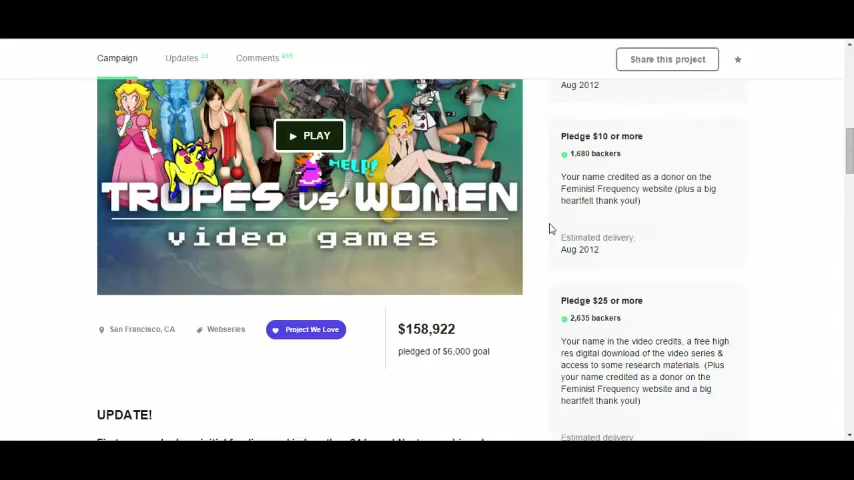 Campaign
Updates 33
Comments
Share this project
PLAY
HELP!
TROPES vs WOMEN
video games
San Francisco, CA
Webseries
Project We Love
$158,922
pledged of $6,000 goal
UPDATE!
Aug 2012
Pledge $10 or more
1,680 backers
Your name credited as a donor on the
Feminist Frequency website (plus a big
heartfelt thank you!)
Estimated delivery:
Aug 2012
Pledge $25 or more
2,635 backers
Your name in the video credits, a free high
res digital download of the video series &
access to some research materials. (Plus
your name credited as a donor on the
Feminist Frequency website and a big
heartfelt thank you!)
Estimated delivery: